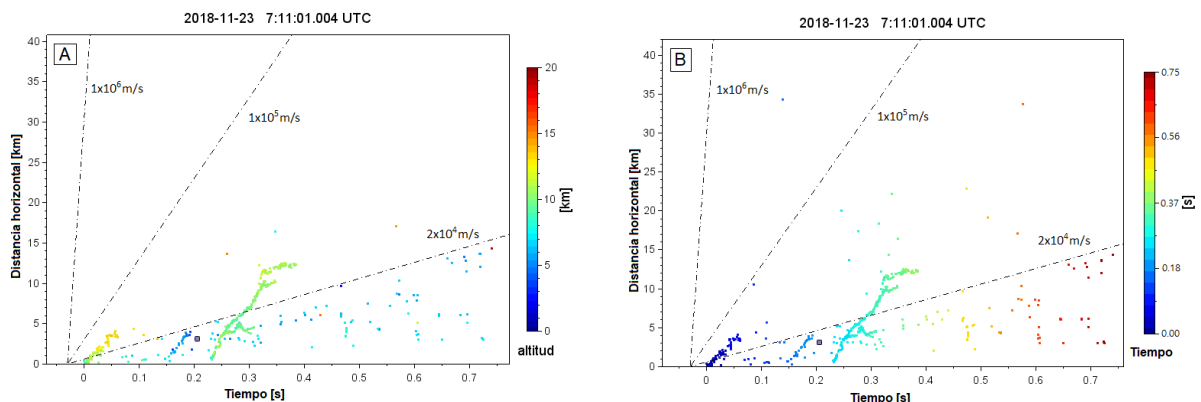 2018-11-23 7:11:01.004 UTC
A
Distancia horizontal [km]
40
35
30
25
20
15
10
5
0
1x10⁶m/s
1x10⁵m/s
2x10⁴m/s
0 0.1 0.2 0.3 0.4 0.5 0.6 0.7
Tiempo [s]
20
15
10
5
0
[km]
altitud
2018-11-23 7:11:01.004 UTC
B
Distancia horizontal [km]
40
35
30
25
20
15
10
5
0
1x10⁶m/s
1x10⁵m/s
2x10⁴m/s
0 0.1 0.2 0.3 0.4 0.5 0.6 0.7
Tiempo [s]
0.75
0.56
0.37
0.18
0.00
[s]
Tiempo